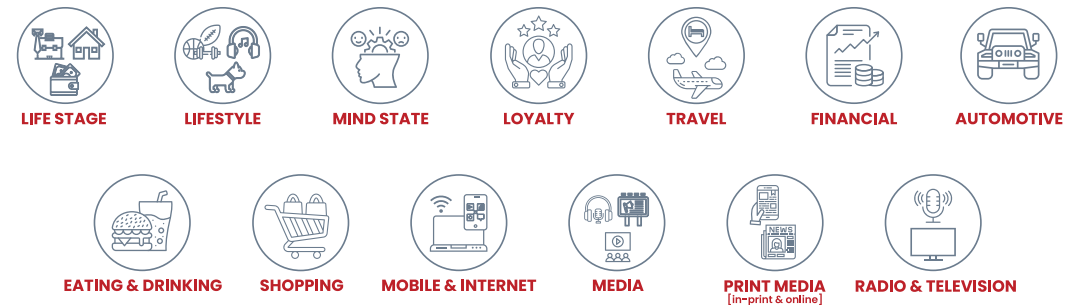 LIFE STAGE
LIFESTYLE
MIND STATE
LOYALTY
TRAVEL
FINANCIAL
AUTOMOTIVE
EATING & DRINKING
SHOPPING
MOBILE & INTERNET
MEDIA
NEWS
PRINT MEDIA
[in-print & online]
RADIO & TELEVISION